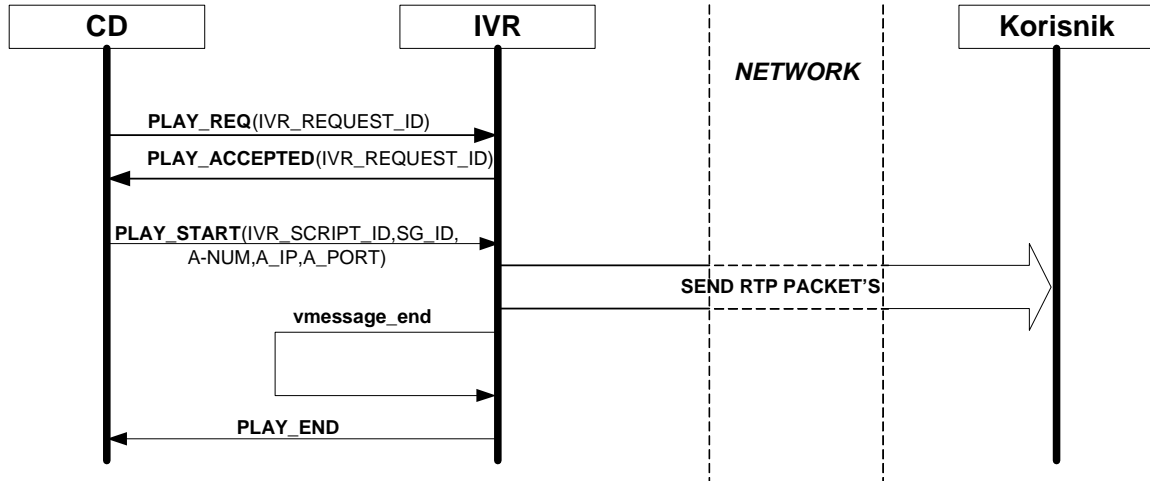 CD
IVR
Korisnik
NETWORK
PLAY_REQ(IVR_REQUEST_ID)
PLAY_ACCEPTED(IVR_REQUEST_ID)
PLAY_START(IVR_SCRIPT_ID,SG_ID,
A-NUM,A_IP,A_PORT)
SEND RTP PACKET’S
vmessage_end
PLAY_END